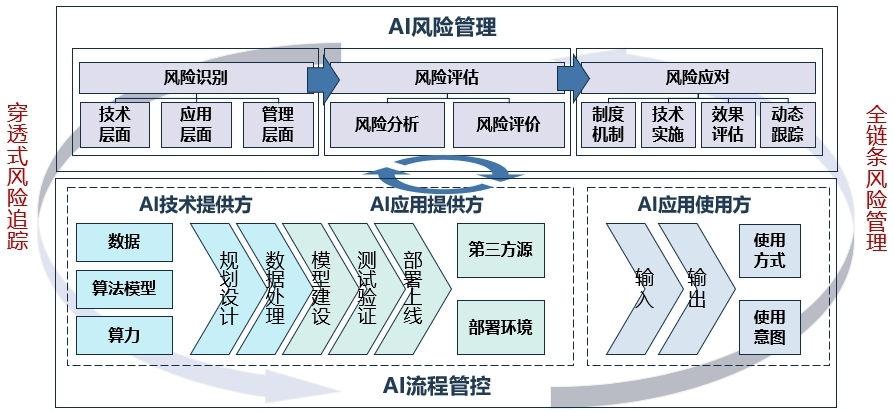 AI风险管理
风险识别
风险评估
风险应对
技术
层面
应用
层面
管理
层面
风险分析
风险评价
制度
机制
技术
实施
效果
评估
动态
跟踪
穿透式风险追踪
全链条风险管理
AI技术提供方
AI应用提供方
AI应用使用方
数据
算法模型
算力
规划设计
数据处理
模型建设
测试验证
部署上线
第三方源
部署环境
输入
输出
使用
方式
使用
意图
AI流程管控